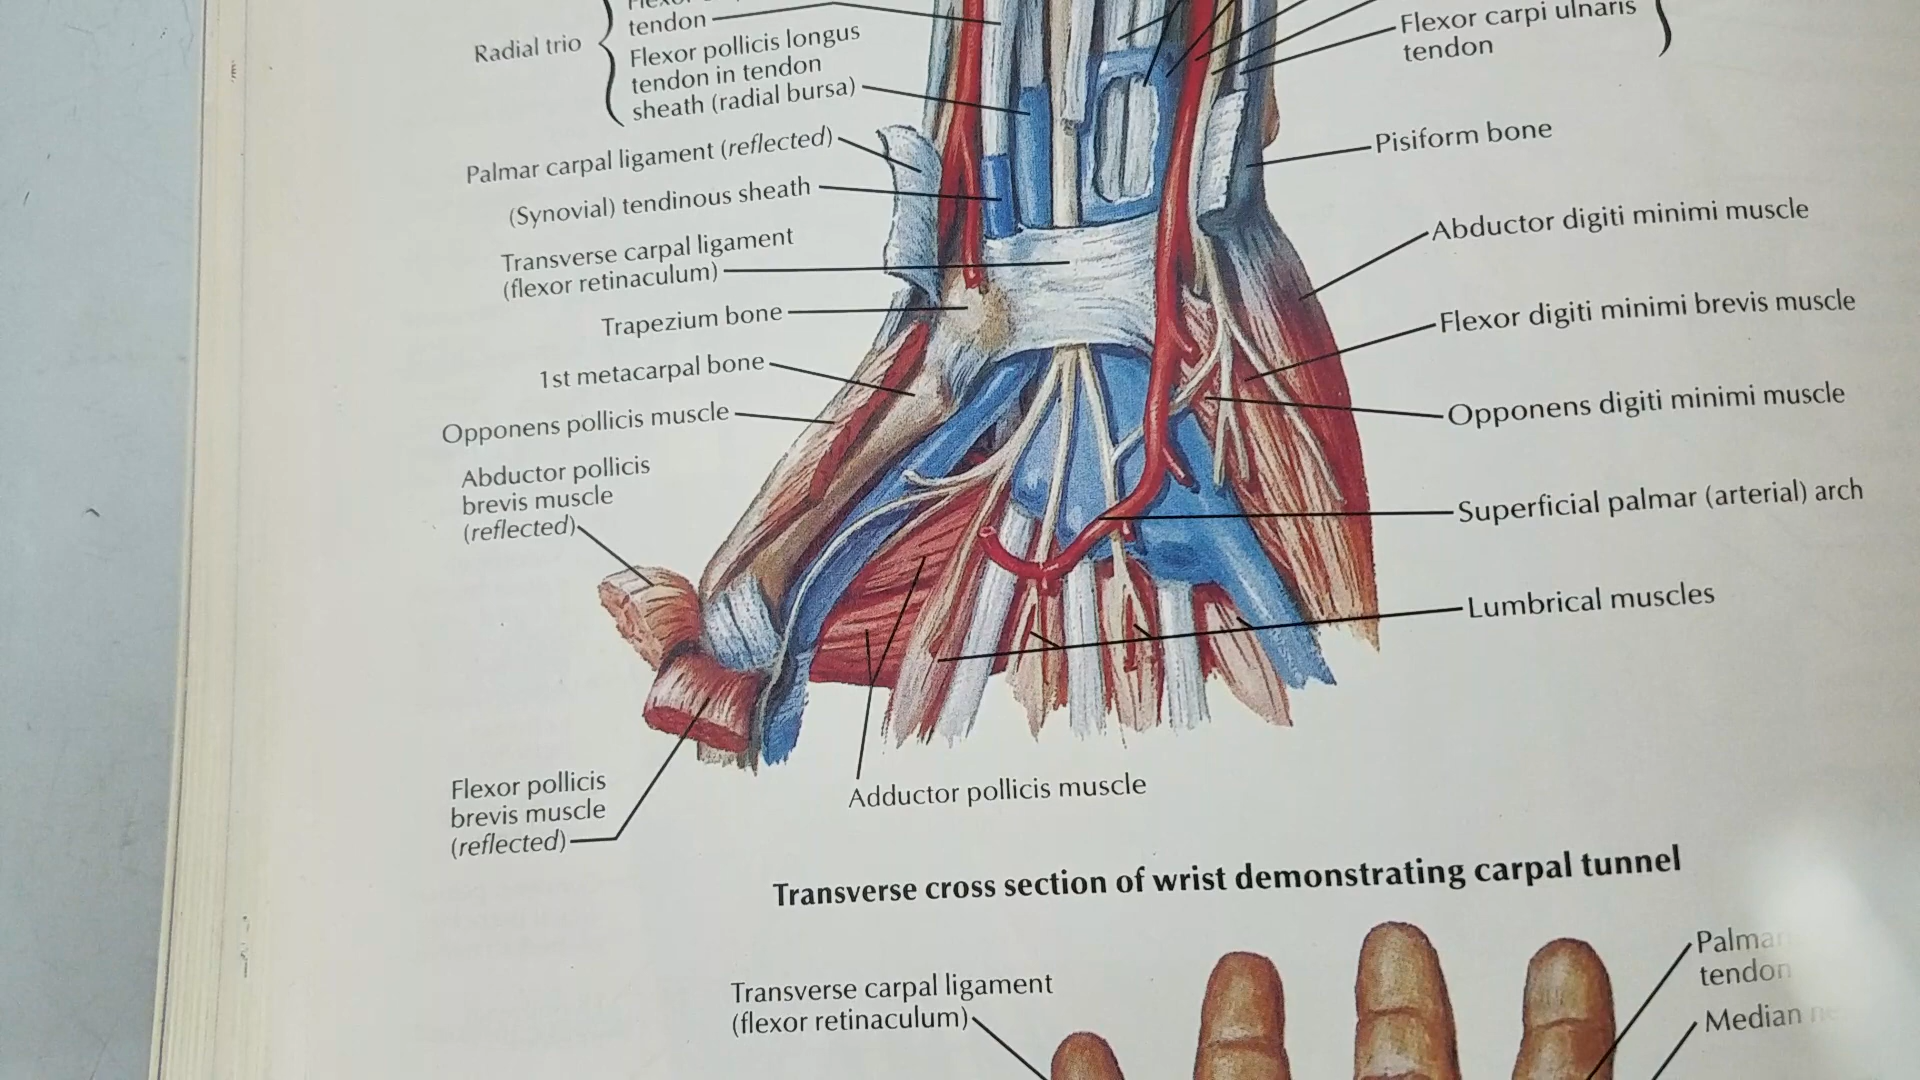 tendon
Radial trio
Flexor pollicis longus
tendon in tendon
sheath (radial bursa)
Palmar carpal ligament (reflected)
(Synovial) tendinous sheath
Transverse carpal ligament
(flexor retinaculum)
Trapezium bone
1st metacarpal bone
Opponens pollicis muscle
Abductor pollicis
brevis muscle
(reflected)
Flexor pollicis
brevis muscle
(reflected)
Adductor pollicis muscle
Flexor carpi ulnaris
tendon
Pisiform bone
Abductor digiti minimi muscle
Flexor digiti minimi brevis muscle
Opponens digiti minimi muscle
Superficial palmar (arterial) arch
Lumbrical muscles
Transverse cross section of wrist demonstrating carpal tunnel
Transverse carpal ligament
(flexor retinaculum)
tendon
Median